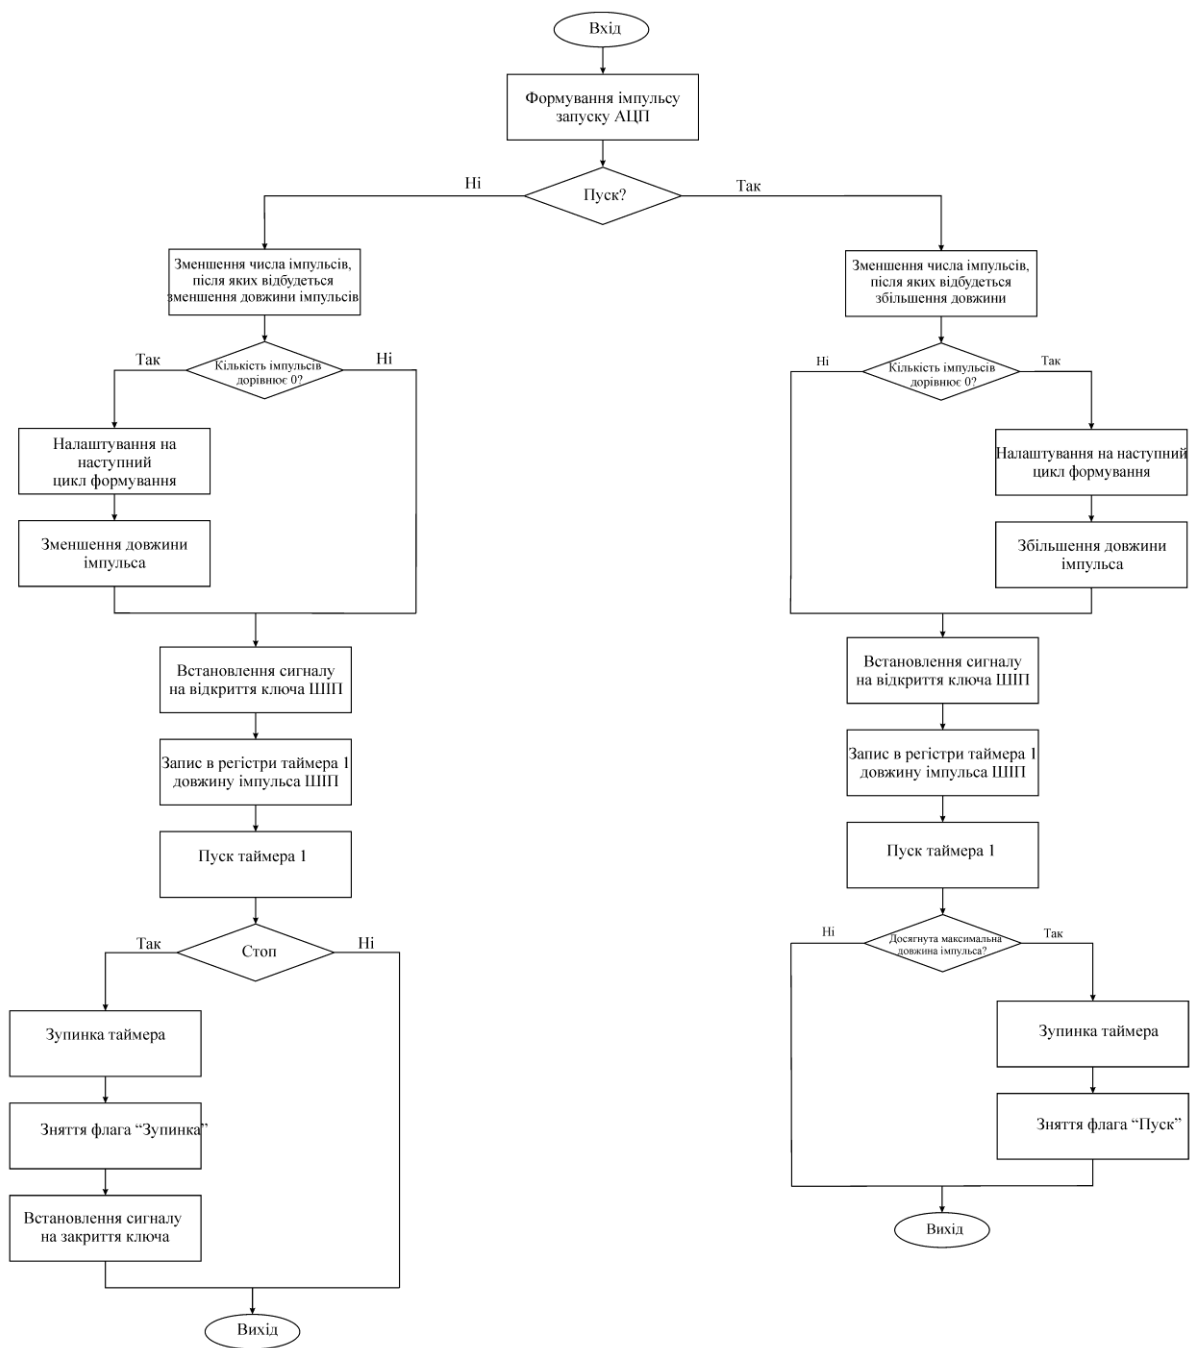 Вхід
Формування імпульсу
запуску АЦП
Ні
Пуск?
Так
Зменшення числа імпульсів,
після яких відбудеться
зменшення довжини імпульсів
Так
Кількість імпульсів
дорівнює 0?
Ні
Налаштування на
наступний
цикл формування
Зменшення довжини
імпульса
Встановлення сигналу
на відкриття ключа ШІП
Запис в регістри таймера 1
довжину імпульса ШІП
Пуск таймера 1
Так
Стоп
Ні
Зупинка таймера
Зняття флага “Зупинка”
Встановлення сигналу
на закриття ключа
Вихід
Зменшення числа імпульсів,
після яких відбудеться
збільшення довжини
Ні
Кількість імпульсів
дорівнює 0?
Так
Налаштування на наступний
цикл формування
Збільшення довжини
імпульса
Встановлення сигналу
на відкриття ключа ШІП
Запис в регістри таймера 1
довжину імпульса ШІП
Пуск таймера 1
Ні
Досягнута максимальна
довжина імпульса?
Так
Зупинка таймера
Зняття флага “Пуск”
Вихід